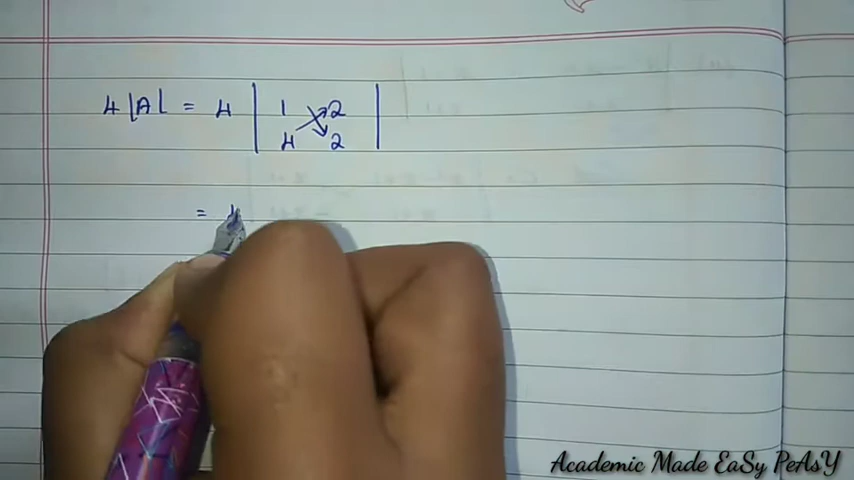 4 |A| = 4 | 1 2 |
| 4 2 |
=
Academic Made EaSy PeAsY